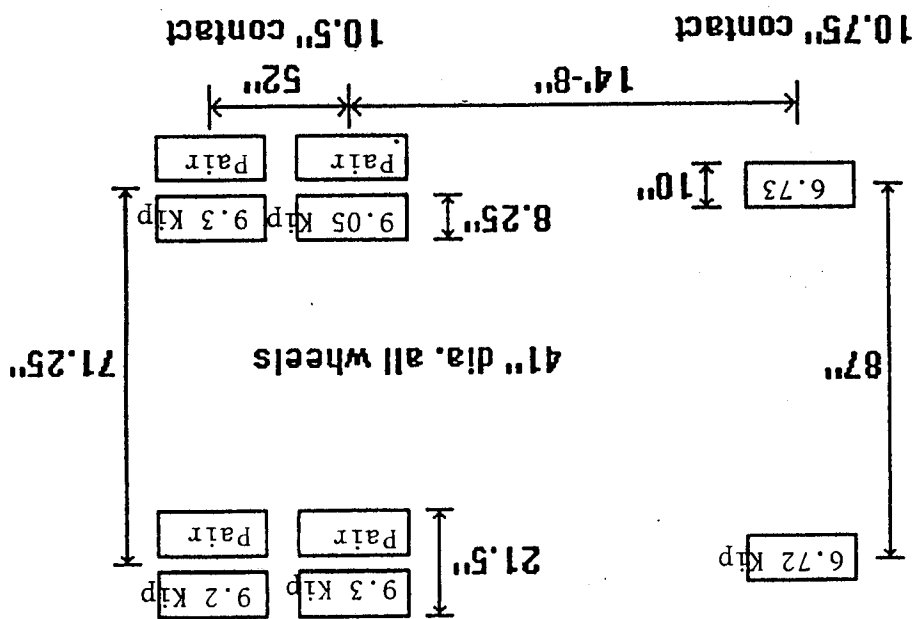 6.72 Kip
9.3 Kip
9.2 Kip
21.5"
Pair
Pair
87"
41" dia. all wheels
71.25"
6.73
10"
8.25"
9.05 Kip
9.3 Kip
Pair
Pair
14'-8"
52"
10.75" contact
10.5" contact